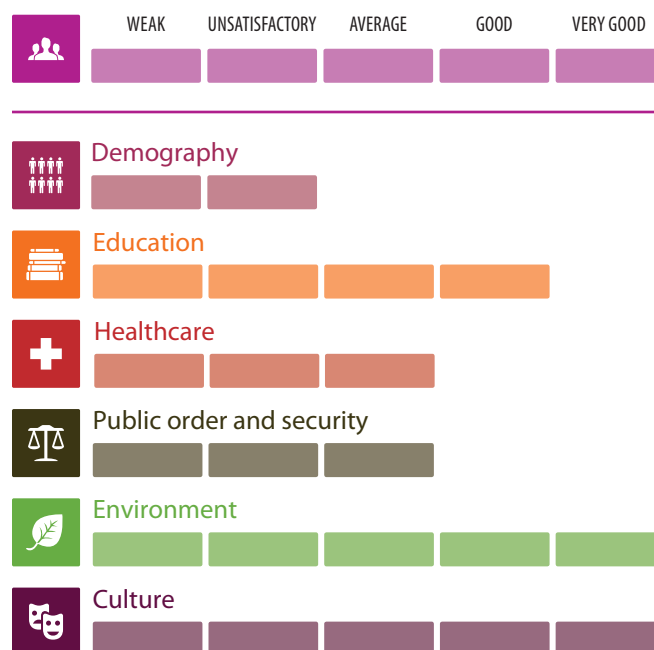 WEAK UNSATISFACTORY AVERAGE GOOD VERY GOOD
Demography
Education
Healthcare
Public order and security
Environment
Culture